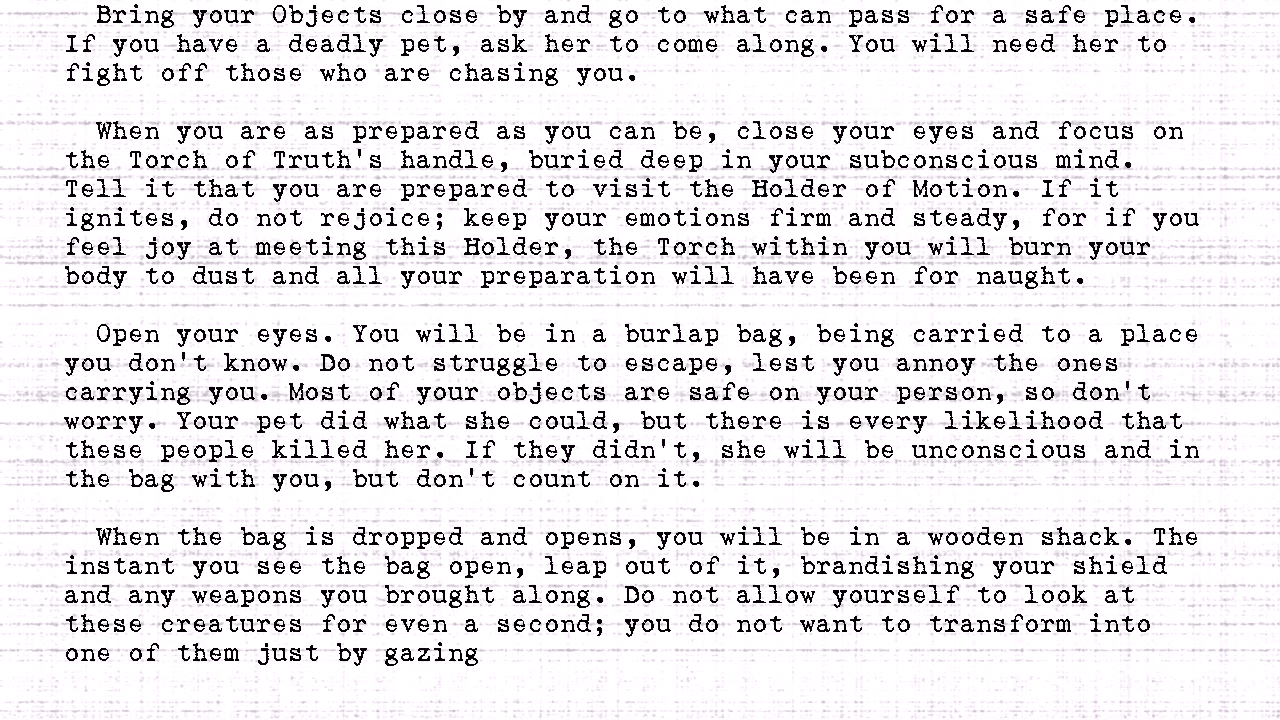 Bring your Objects close by and go to what can pass for a safe place.
If you have a deadly pet, ask her to come along. You will need her to
fight off those who are chasing you.
When you are as prepared as you can be, close your eyes and focus on
the Torch of Truth's handle, buried deep in your subconscious mind.
Tell it that you are prepared to visit the Holder of Motion. If it
ignites, do not rejoice; keep your emotions firm and steady, for if you
feel joy at meeting this Holder, the Torch within you will burn your
body to dust and all your preparation will have been for naught.
Open your eyes. You will be in a burlap bag, being carried to a place
you don't know. Do not struggle to escape, lest you annoy the ones
carrying you. Most of your objects are safe on your person, so don't
worry. Your pet did what she could, but there is every likelihood that
these people killed her. If they didn't, she will be unconscious and in
the bag with you, but don't count on it.
When the bag is dropped and opens, you will be in a wooden shack. The
instant you see the bag open, leap out of it, brandishing your shield
and any weapons you brought along. Do not allow yourself to look at
these creatures for even a second; you do not want to transform into
one of them just by gazing